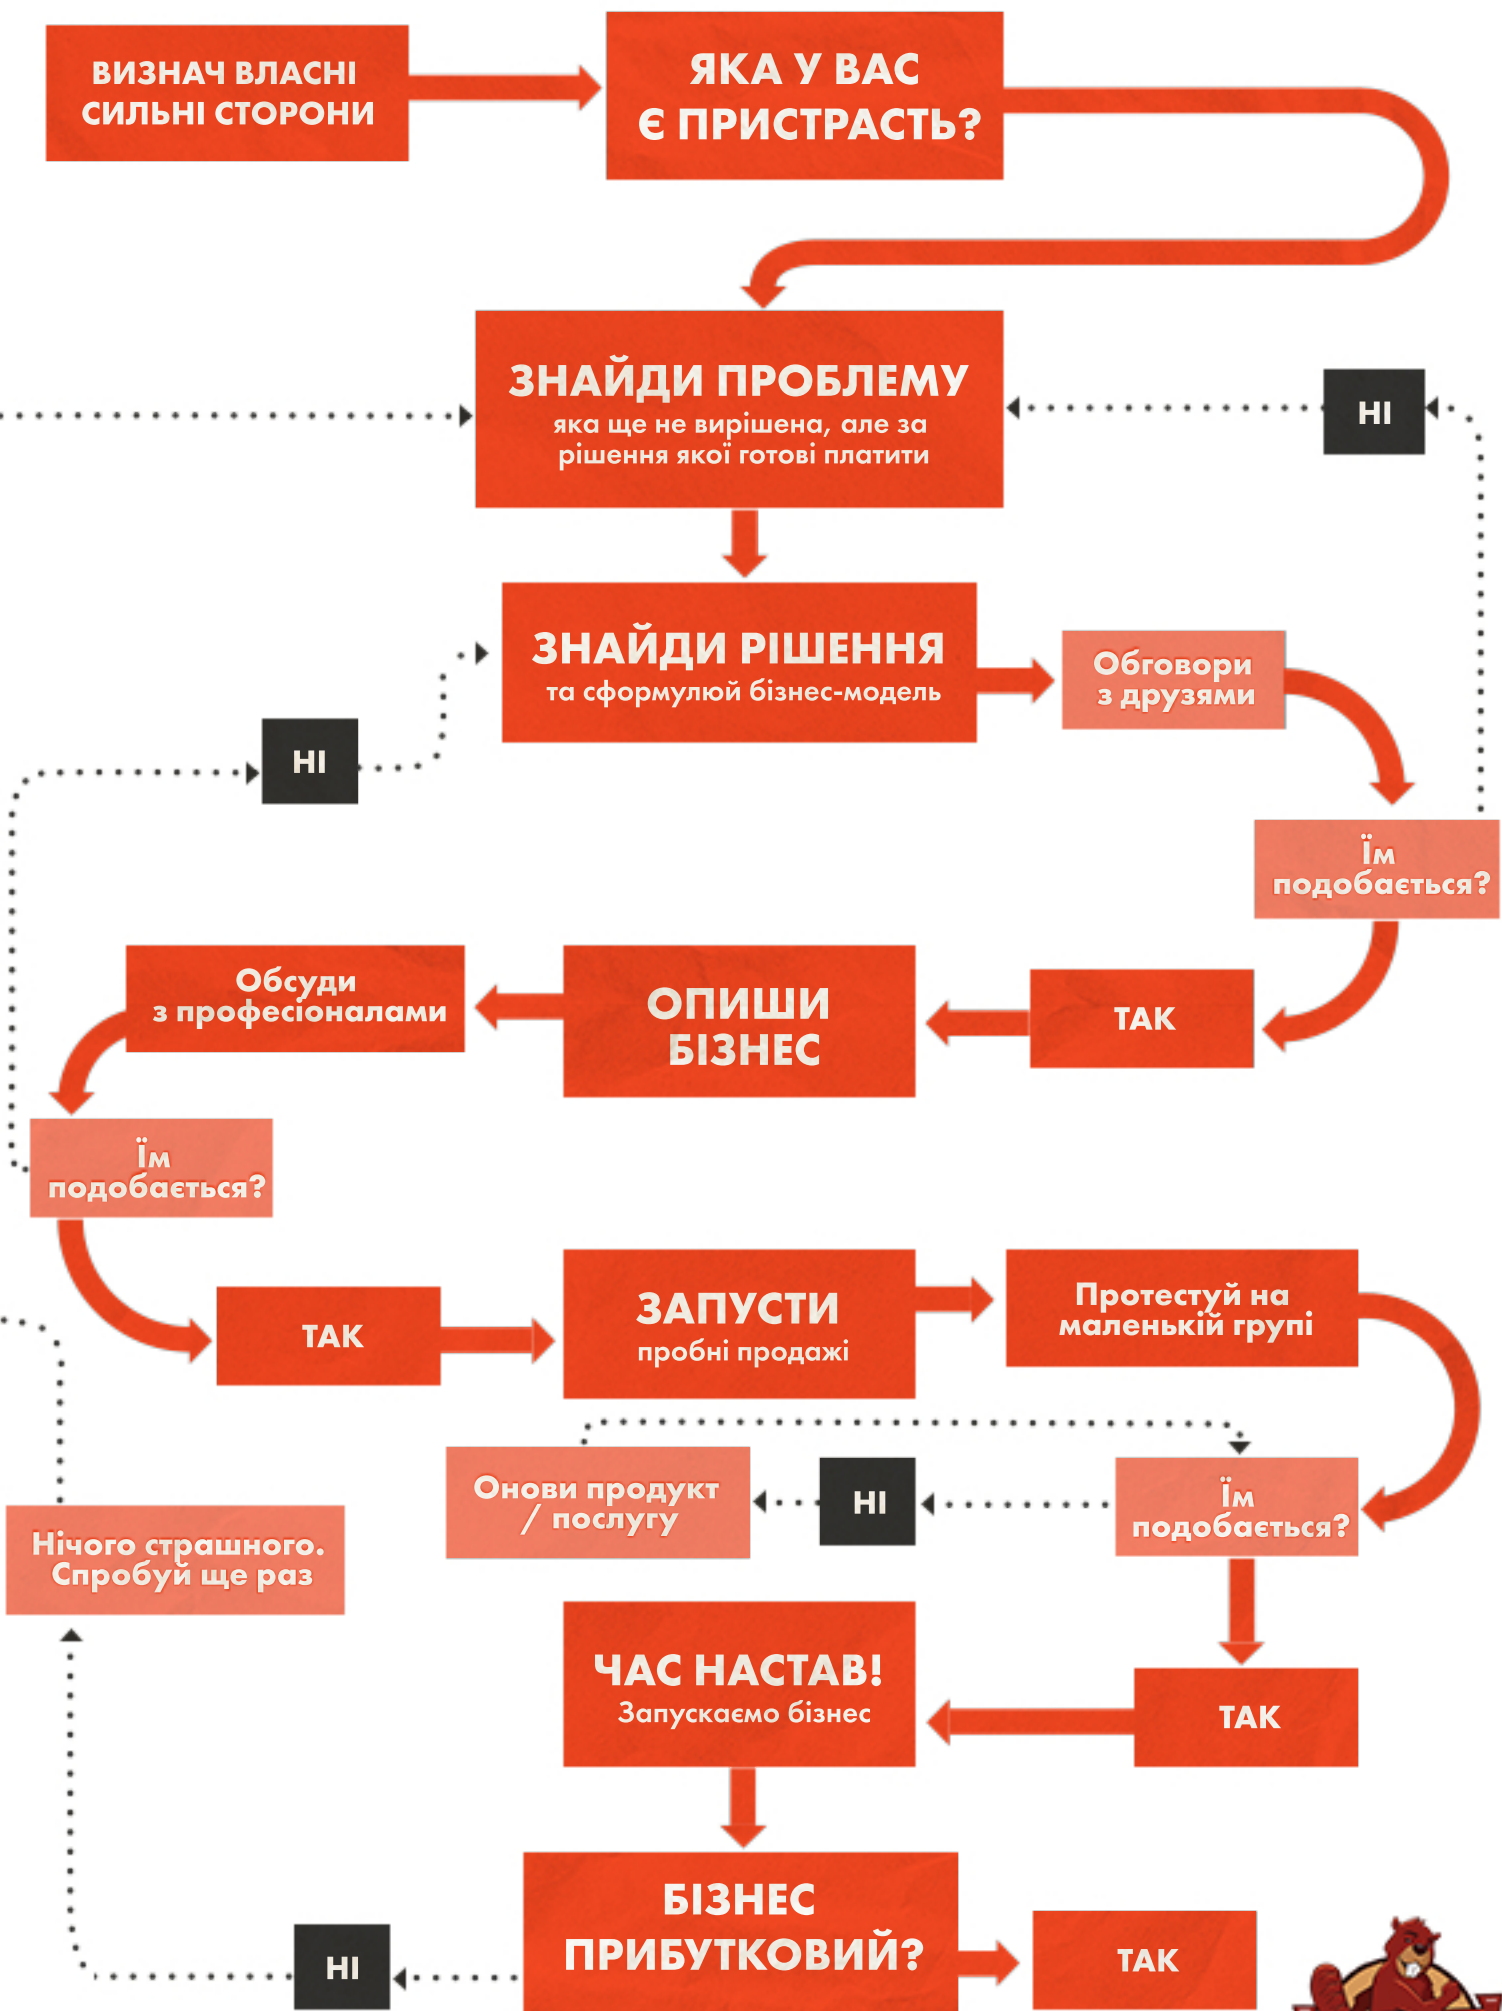 ВИЗНАЧ ВЛАСНІ
СИЛЬНІ СТОРОНИ
ЯКА У ВАС
Є ПРИСТРАСТЬ?
ЗНАЙДИ ПРОБЛЕМУ
яка ще не вирішена, але за
рішення якої готові платити
НІ
ЗНАЙДИ РІШЕННЯ
та сформулюй бізнес-модель
Обговори
з друзями
НІ
Їм
подобається?
Обсуди
з професіоналами
ОПИШИ
БІЗНЕС
ТАК
Їм
подобається?
ТАК
ЗАПУСТИ
пробні продажі
Протестуй на
маленькій групі
Онови продукт
/ послугу
НІ
Їм
подобається?
Нічого страшного.
Спробуй ще раз
ЧАС НАСТАВ!
Запускаємо бізнес
ТАК
БІЗНЕС
ПРИБУТКОВИЙ?
НІ
ТАК